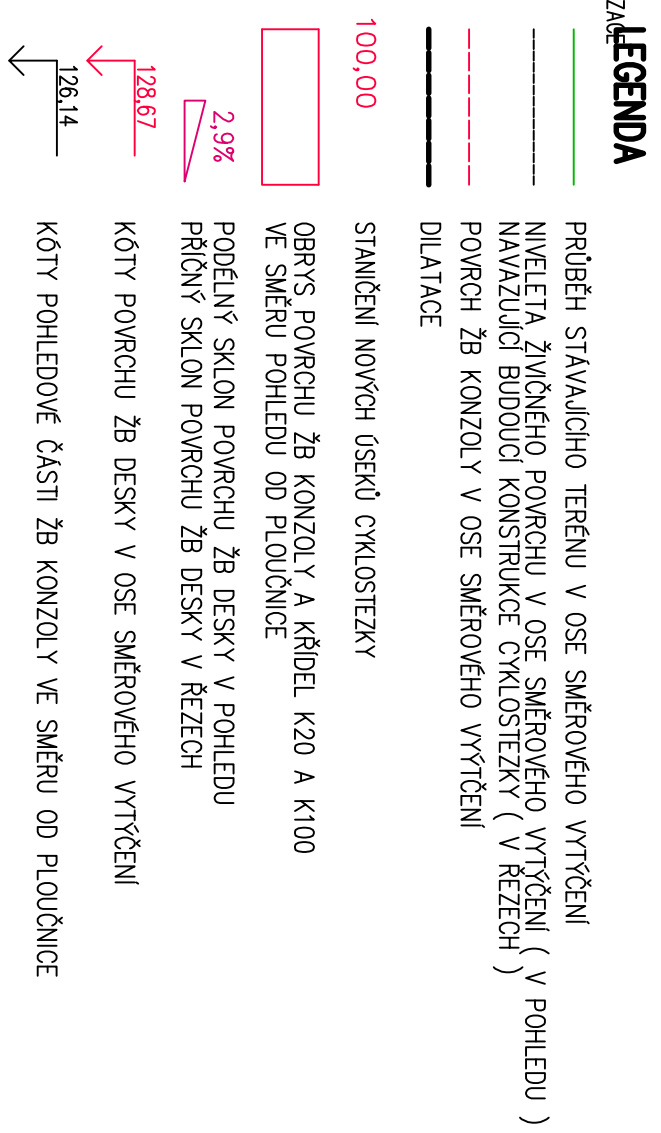 ZACE
LEGENDA
PRŮBĚH STÁVAJÍCÍHO TERÉNU V OSE SMĚROVÉHO VYTÝČENÍ
NIVELETA ŽIVIČNÉHO POVRCHU V OSE SMĚROVÉHO VYTÝČENÍ ( V POHLEDU )
NAVAZUJÍCÍ BUDOUCÍ KONSTRUKCE CYKLOSTEZKY ( V ŘEZECH )
POVRCH ŽB KONZOLY V OSE SMĚROVÉHO VYÝTČENÍ
DILATACE
100,00 STANIČENÍ NOVÝCH ÚSEKŮ CYKLOSTEZKY
OBRYS POVRCHU ŽB KONZOLY A KŘÍDEL K20 A K100
VE SMĚRU POHLEDU OD PLOUČNICE
2,9% PODÉLNÝ SKLON POVRCHU ŽB DESKY V POHLEDU
PŘÍČNÝ SKLON POVRCHU ŽB DESKY V ŘEZECH
128,67 KÓTY POVRCHU ŽB DESKY V OSE SMĚROVÉHO VYTÝČENÍ
126,14 KÓTY POHLEDOVÉ ČÁSTI ŽB KONZOLY VE SMĚRU OD PLOUČNICE